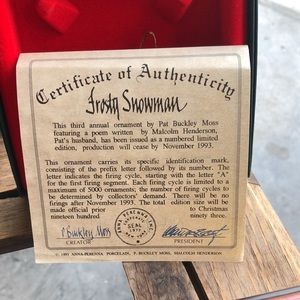 Certificate of Authenticity
Frosty Snowman
This third annual ornament by Pat Buckley Moss
featuring a poem written by Malcolm Henderson,
Pat's husband, has been issued as a numbered limited
edition, production will cease by November 1993.
This ornament carries its specific identification mark,
consisting of the prefix letter followed by its number. The
letter indicates the firing cycle, starting with the letter "A"
for the first firing segment. Each firing cycle is limited to a
maximum of 5000 ornaments, the number of firing cycles to
be determined by collectors' demand. There will be no
firings after November 1993. The total edition size will be
made official prior to Christmas
nineteen hundred ninety three.
ANNA-PERENNA INC.
SEAL
P. Buckley Moss
CREATOR
PRESIDENT
© 1993 ANNA-PERENNA PORCELAIN, P. BUCKLEY MOSS, MALCOLM HENDERSON